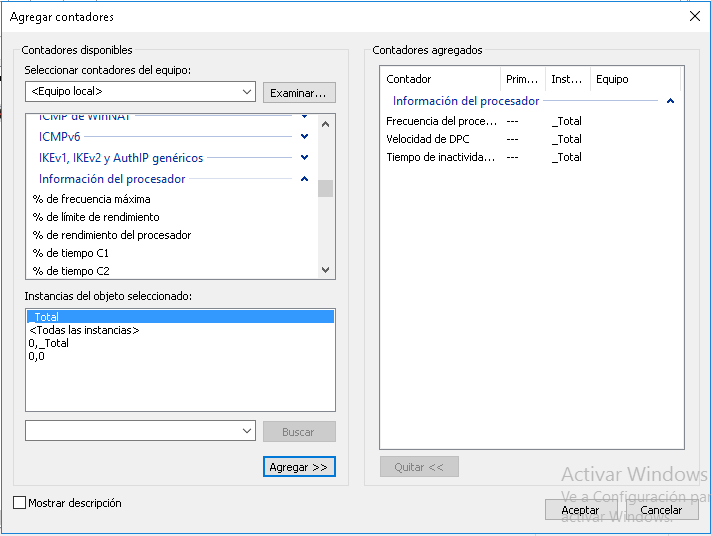 Agregar contadores
Contadores disponibles
Seleccionar contadores del equipo:
<Equipo local>
Examinar...
ICMP de WinNAT
ICMPv6
IKEv1, IKEv2 y AuthIP genéricos
Información del procesador
% de frecuencia máxima
% de límite de rendimiento
% de rendimiento del procesador
% de tiempo C1
% de tiempo C2
Instancias del objeto seleccionado:
_Total
<Todas las instancias>
0,_Total
0,0
Buscar
Agregar >>
Mostrar descripción
Contadores agregados
Contador Prim... Inst... Equipo
Información del procesador
Frecuencia del proce... --- _Total
Velocidad de DPC --- _Total
Tiempo de inactivida... --- _Total
Quitar <<
Activar Windows
Ve a Configuración par
activar Windows.
Aceptar
Cancelar